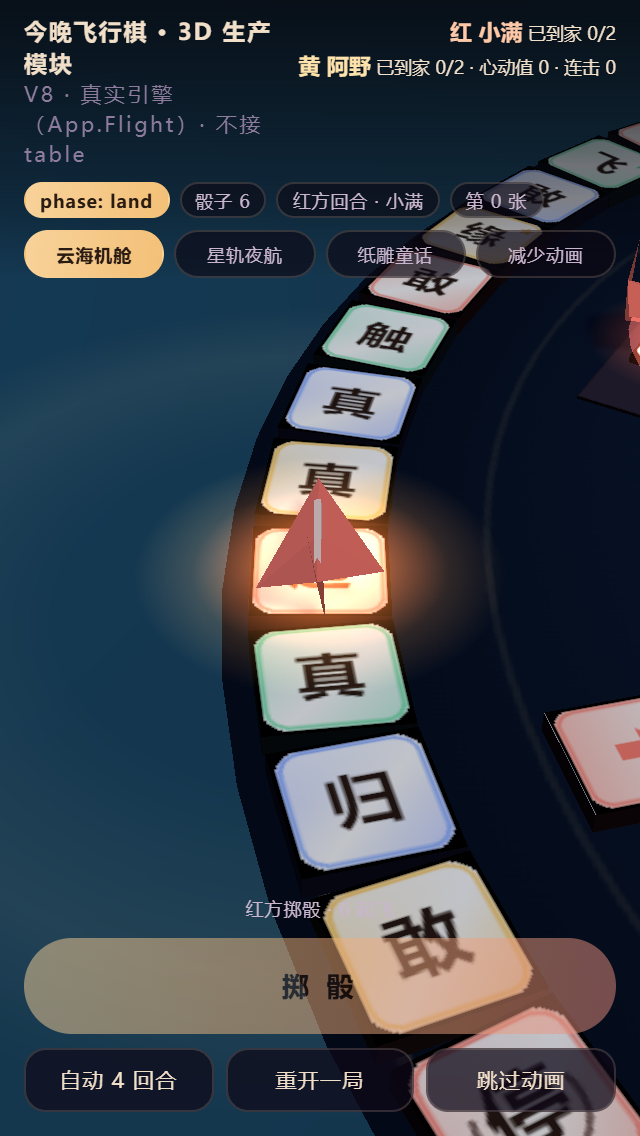 今晚飞行棋 · 3D 生产
模块
V8 · 真实引擎
（App.Flight）· 不接
table
红 小满 已到家 0/2
黄 阿野 已到家 0/2 · 心动值 0 · 连击 0
phase: land
骰子 6
红方回合 · 小满
第 0 张
云海机舱
星轨夜航
纸雕童话
减少动画
敢
缘
敢
触
真
真
真
归
敢
停
红方掷骰
掷 骰
自动 4 回合
重开一局
跳过动画